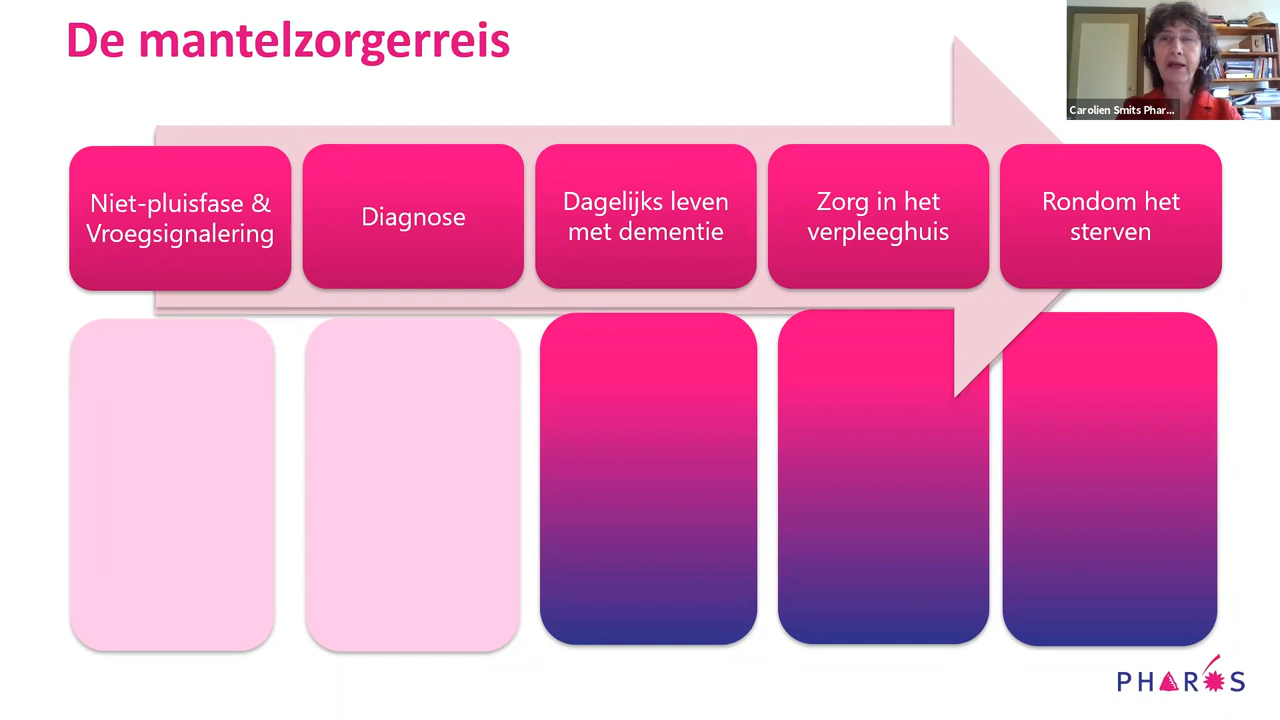 De mantelzorgerreis
Carolien Smits Phar...
Niet-pluisfase &
Vroegsignalering
Diagnose
Dagelijks leven
met dementie
Zorg in het
verpleeghuis
Rondom het
sterven
PHAROS